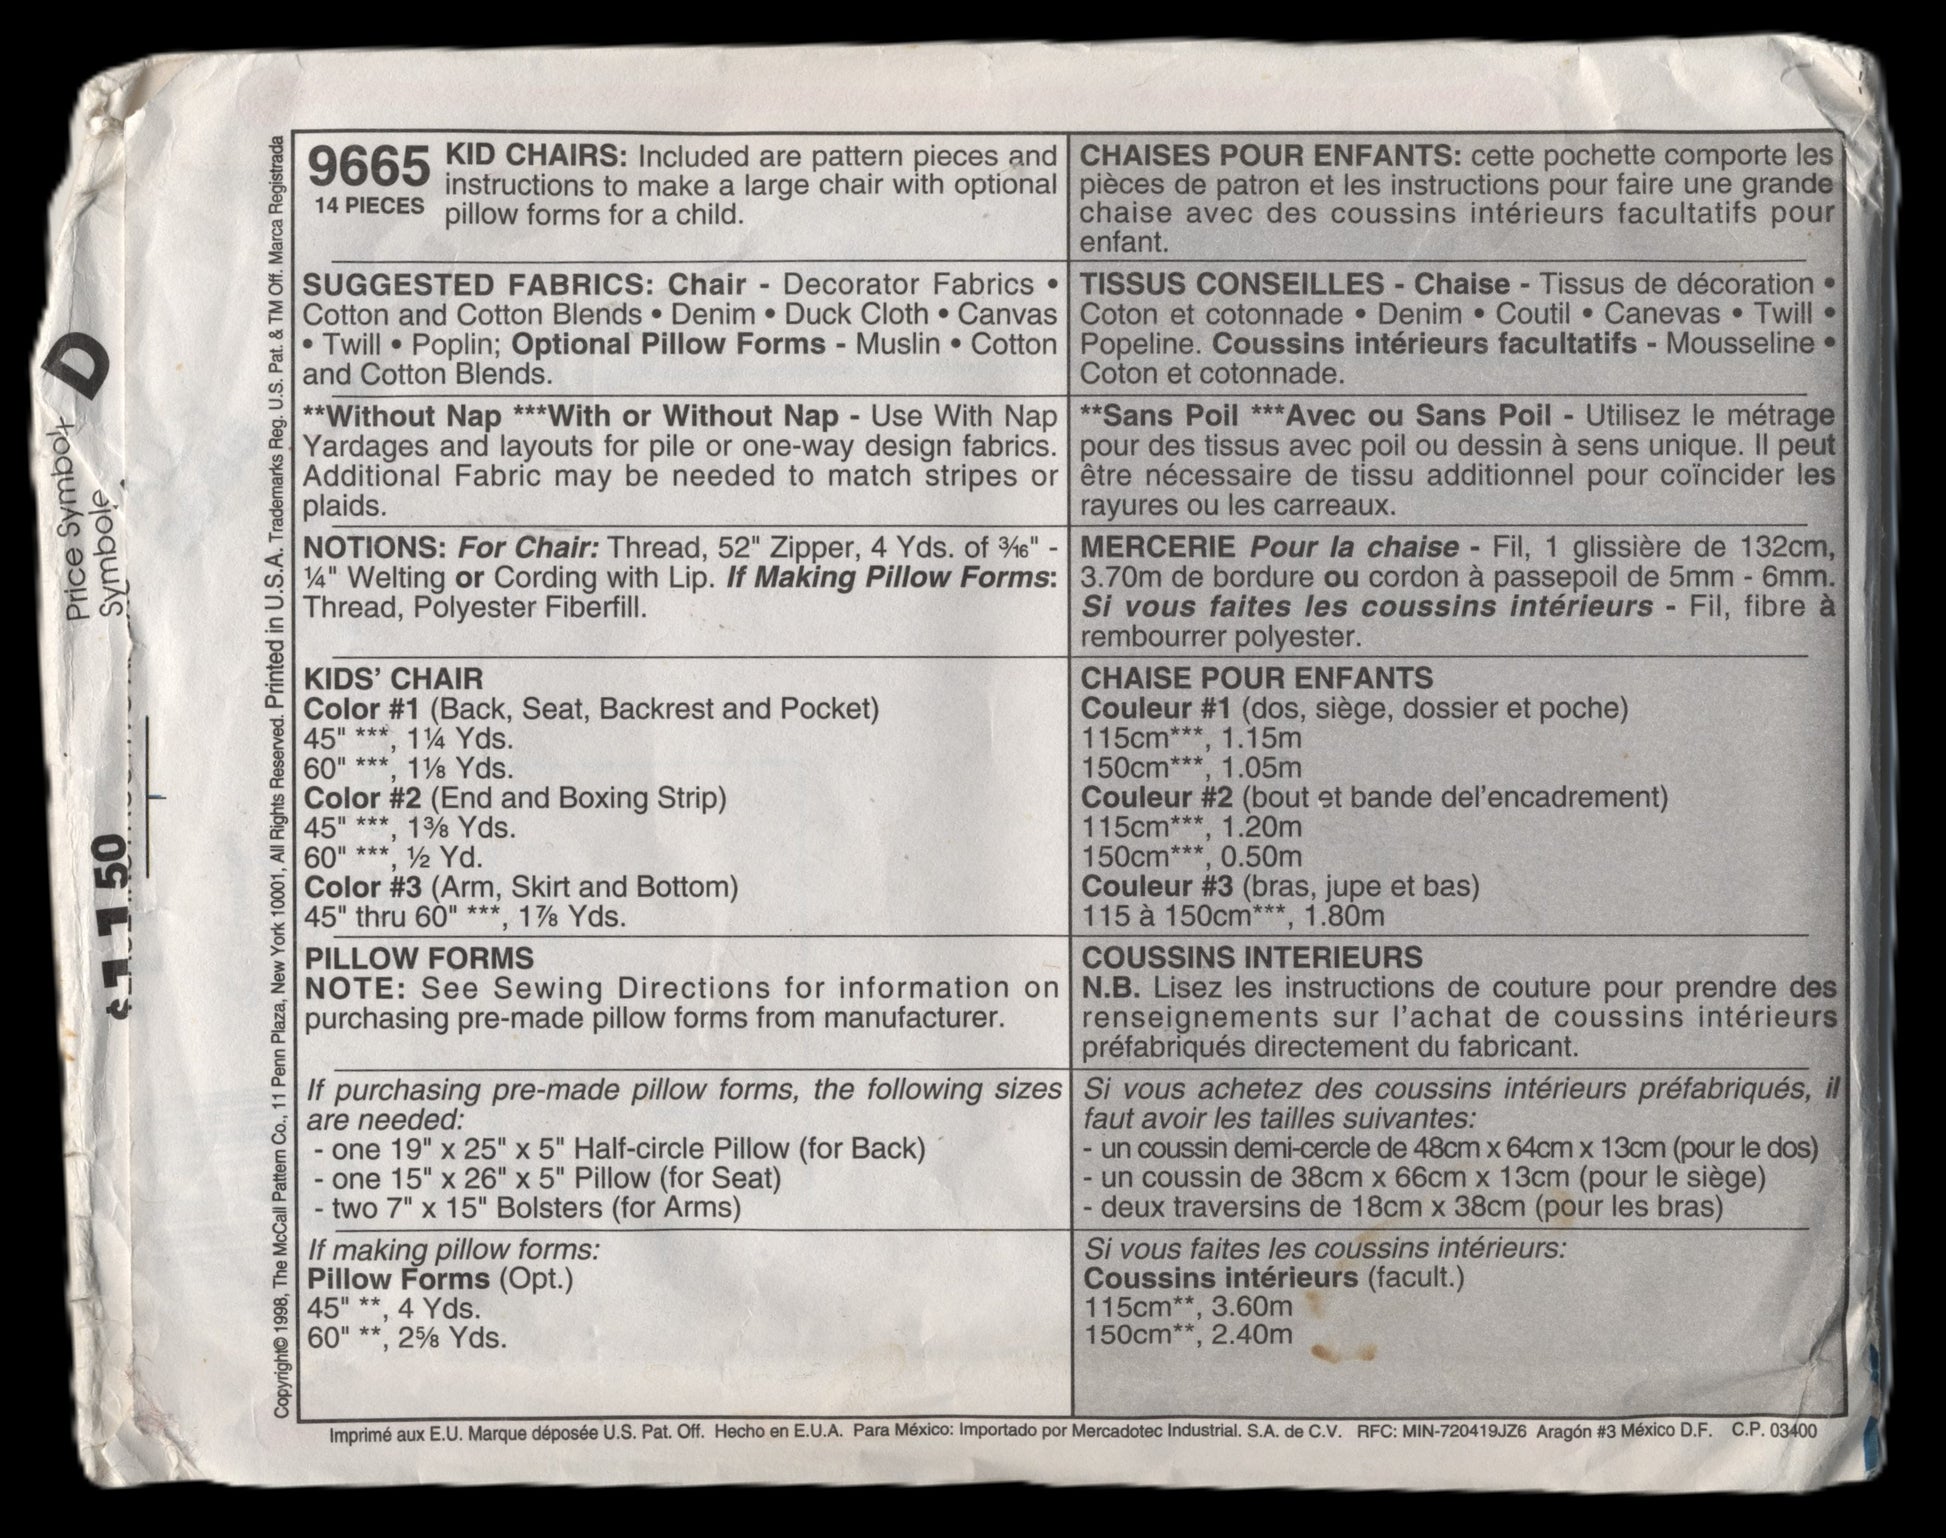 9665
14 PIECES
KID CHAIRS: Included are pattern pieces and
instructions to make a large chair with optional
pillow forms for a child.
SUGGESTED FABRICS: Chair - Decorator Fabrics •
Cotton and Cotton Blends • Denim • Duck Cloth • Canvas
• Twill • Poplin; Optional Pillow Forms - Muslin • Cotton
and Cotton Blends.
**Without Nap ***With or Without Nap - Use With Nap
Yardages and layouts for pile or one-way design fabrics.
Additional Fabric may be needed to match stripes or
plaids.
NOTIONS: For Chair: Thread, 52" Zipper, 4 Yds. of 3/16" -
¼" Welting or Cording with Lip. If Making Pillow Forms:
Thread, Polyester Fiberfill.
KIDS' CHAIR
Color #1 (Back, Seat, Backrest and Pocket)
45" ***, 1¼ Yds.
60" ***, 1⅛ Yds.
Color #2 (End and Boxing Strip)
45" ***, 1⅜ Yds.
60" ***, ½ Yd.
Color #3 (Arm, Skirt and Bottom)
45" thru 60" ***, 1⅞ Yds.
PILLOW FORMS
NOTE: See Sewing Directions for information on
purchasing pre-made pillow forms from manufacturer.
If purchasing pre-made pillow forms, the following sizes
are needed:
- one 19" x 25" x 5" Half-circle Pillow (for Back)
- one 15" x 26" x 5" Pillow (for Seat)
- two 7" x 15" Bolsters (for Arms)
If making pillow forms:
Pillow Forms (Opt.)
45" **, 4 Yds.
60" **, 2⅝ Yds.
CHAISES POUR ENFANTS: cette pochette comporte les
pièces de patron et les instructions pour faire une grande
chaise avec des coussins intérieurs facultatifs pour
enfant.
TISSUS CONSEILLES - Chaise - Tissus de décoration •
Coton et cotonnade • Denim • Coutil • Canevas • Twill •
Popeline. Coussins intérieurs facultatifs - Mousseline •
Coton et cotonnade.
**Sans Poil ***Avec ou Sans Poil - Utilisez le métrage
pour des tissus avec poil ou dessin à sens unique. Il peut
être nécessaire de tissu additionnel pour coïncider les
rayures ou les carreaux.
MERCERIE Pour la chaise - Fil, 1 glissière de 132cm,
3.70m de bordure ou cordon à passepoil de 5mm - 6mm.
Si vous faites les coussins intérieurs - Fil, fibre à
rembourrer polyester.
CHAISE POUR ENFANTS
Couleur #1 (dos, siège, dossier et poche)
115cm***, 1.15m
150cm***, 1.05m
Couleur #2 (bout et bande del'encadrement)
115cm***, 1.20m
150cm***, 0.50m
Couleur #3 (bras, jupe et bas)
115 à 150cm***, 1.80m
COUSSINS INTERIEURS
N.B. Lisez les instructions de couture pour prendre des
renseignements sur l'achat de coussins intérieurs
préfabriqués directement du fabricant.
Si vous achetez des coussins intérieurs préfabriqués, il
faut avoir les tailles suivantes:
- un coussin demi-cercle de 48cm x 64cm x 13cm (pour le dos)
- un coussin de 38cm x 66cm x 13cm (pour le siège)
- deux traversins de 18cm x 38cm (pour les bras)
Si vous faites les coussins intérieurs:
Coussins intérieurs (facult.)
115cm**, 3.60m
150cm**, 2.40m
Imprimé aux E.U. Marque déposée U.S. Pat. Off. Hecho en E.U.A. Para México: Importado por Mercadotec Industrial. S.A. de C.V. RFC: MIN-720419JZ6 Aragón #3 México D.F. C.P. 03400
Copyright© 1998, The McCall Pattern Co., 11 Penn Plaza, New York 10001, All Rights Reserved. Printed in U.S.A. Trademarks Reg. U.S. Pat. & TM Off. Marca Registrada
Price Symbol
Symbole
D